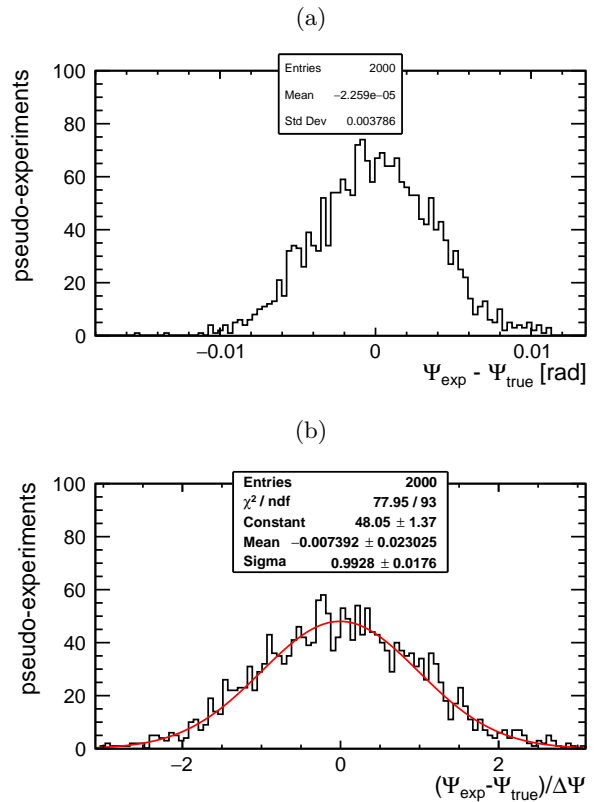 (a)
pseudo-experiments
100
80
60
40
20
0
Entries 2000
Mean −2.259e−05
Std Dev 0.003786
−0.01 0 0.01
Ψexp - Ψtrue [rad]
(b)
pseudo-experiments
100
80
60
40
20
0
Entries 2000
χ² / ndf 77.95 / 93
Constant 48.05 ± 1.37
Mean −0.007392 ± 0.023025
Sigma 0.9928 ± 0.0176
−2 0 2
(Ψexp-Ψtrue)/ΔΨ